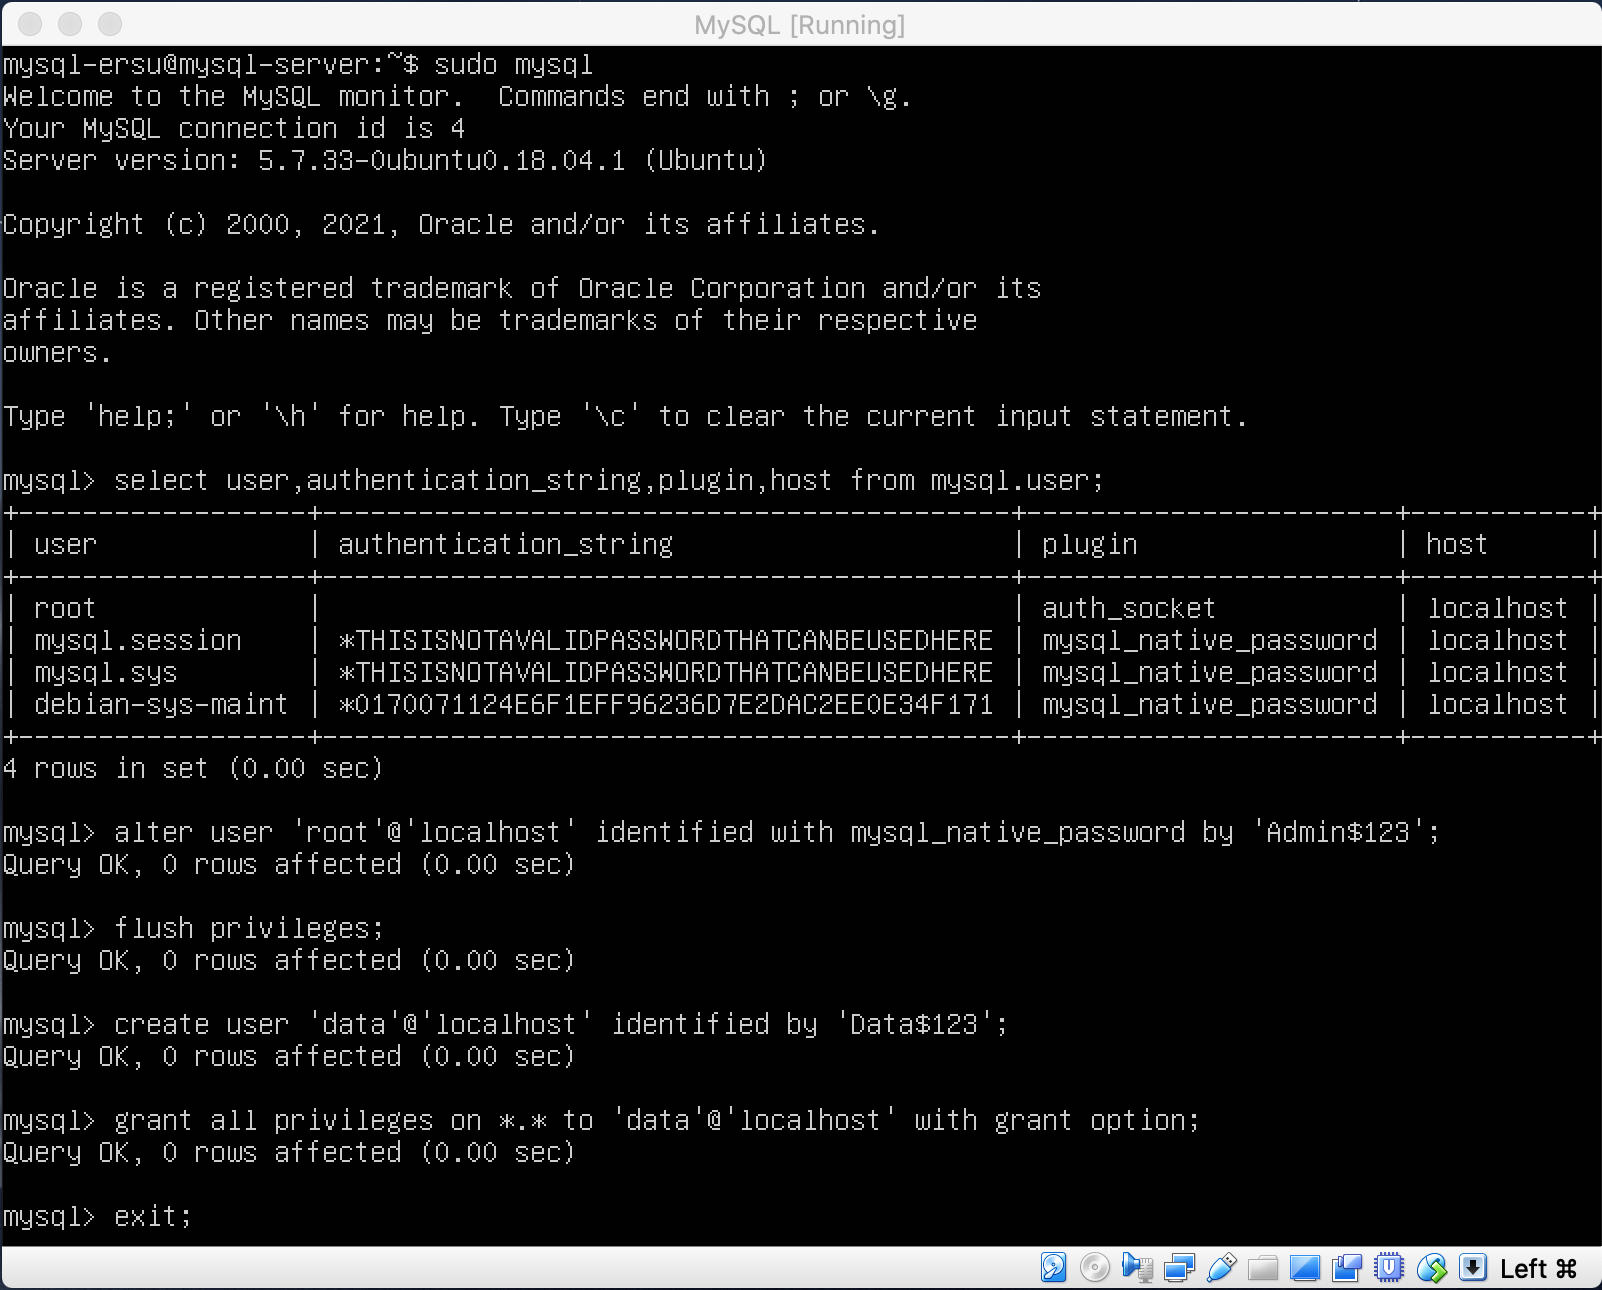 MySQL [Running]
mysql-ersu@mysql-server:~$ sudo mysql
Welcome to the MySQL monitor.  Commands end with ; or \g.
Your MySQL connection id is 4
Server version: 5.7.33-0ubuntu0.18.04.1 (Ubuntu)
Copyright (c) 2000, 2021, Oracle and/or its affiliates.
Oracle is a registered trademark of Oracle Corporation and/or its
affiliates. Other names may be trademarks of their respective
owners.
Type 'help;' or '\h' for help. Type '\c' to clear the current input statement.
mysql> select user,authentication_string,plugin,host from mysql.user;
+------------------+-------------------------------------------+-----------------------+-----------+
| user             | authentication_string                     | plugin                | host      |
+------------------+-------------------------------------------+-----------------------+-----------+
| root             |                                           | auth_socket           | localhost |
| mysql.session    | *THISISNOTAVALIDPASSWORDTHATCANBEUSEDHERE | mysql_native_password | localhost |
| mysql.sys        | *THISISNOTAVALIDPASSWORDTHATCANBEUSEDHERE | mysql_native_password | localhost |
| debian-sys-maint | *0170071124E6F1EFF96236D7E2DAC2EE0E34F171 | mysql_native_password | localhost |
+------------------+-------------------------------------------+-----------------------+-----------+
4 rows in set (0.00 sec)
mysql> alter user 'root'@'localhost' identified with mysql_native_password by 'Admin$123';
Query OK, 0 rows affected (0.00 sec)
mysql> flush privileges;
Query OK, 0 rows affected (0.00 sec)
mysql> create user 'data'@'localhost' identified by 'Data$123';
Query OK, 0 rows affected (0.00 sec)
mysql> grant all privileges on *.* to 'data'@'localhost' with grant option;
Query OK, 0 rows affected (0.00 sec)
mysql> exit;
Left ⌘